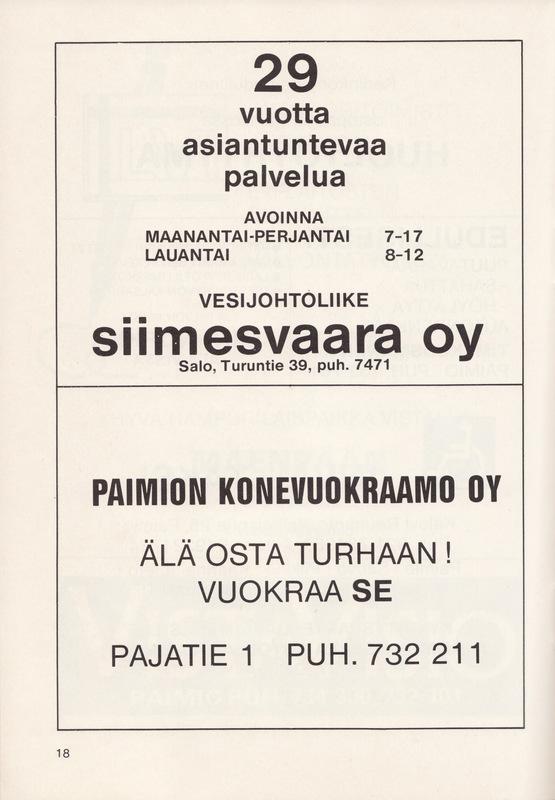 29
vuotta
asiantuntevaa
palvelua
AVOINNA
MAANANTAI-PERJANTAI 7-17
LAUANTAI 8-12
VESIJOHTOLIIKE
siimesvaara oy
Salo, Turuntie 39, puh. 7471
PAIMION KONEVUOKRAAMO OY
ÄLÄ OSTA TURHAAN !
VUOKRAA SE
PAJATIE 1 PUH. 732 211
18